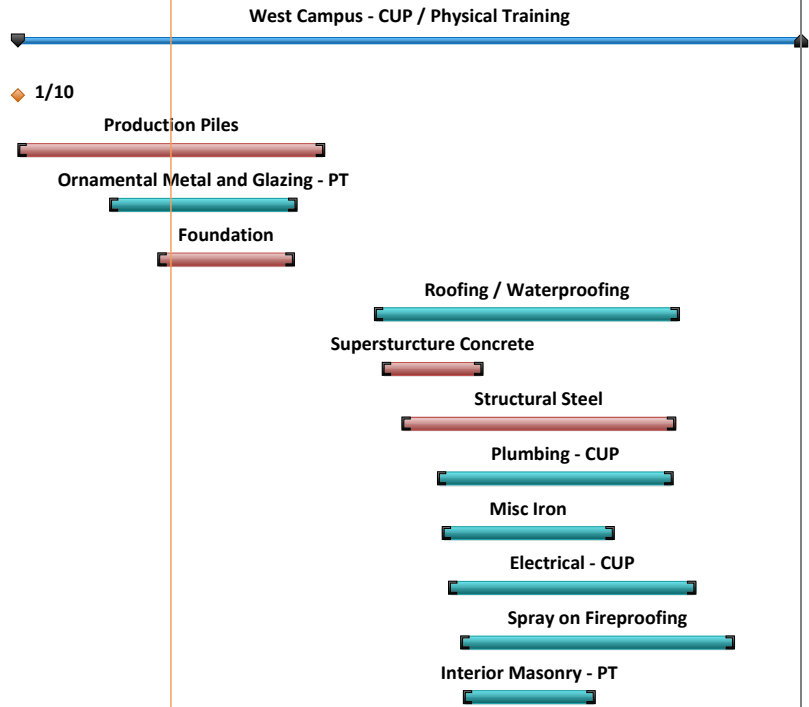 West Campus - CUP / Physical Training
1/10
Production Piles
Ornamental Metal and Glazing - PT
Foundation
Roofing / Waterproofing
Supersturcture Concrete
Structural Steel
Plumbing - CUP
Misc Iron
Electrical - CUP
Spray on Fireproofing
Interior Masonry - PT